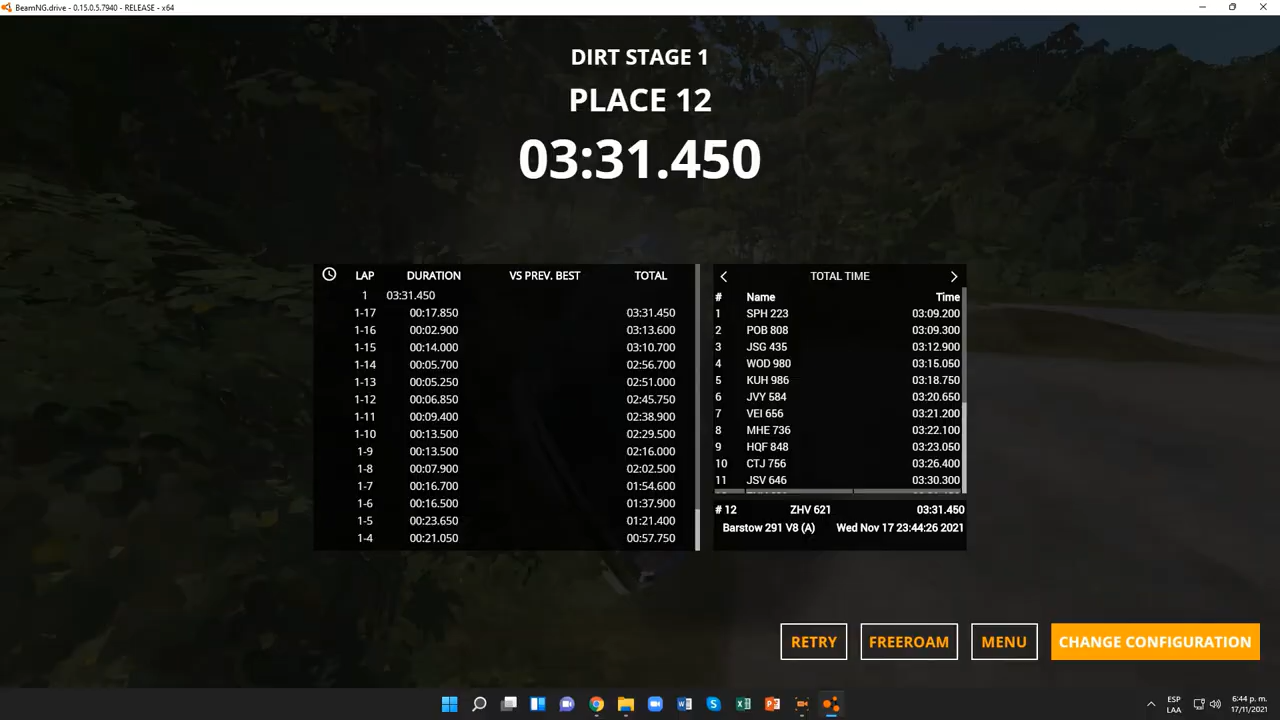 BeamNG.drive - 0.15.0.5.7940 - RELEASE - x64
DIRT STAGE 1
PLACE 12
03:31.450
LAP DURATION VS PREV. BEST TOTAL
1 03:31.450
1-17 00:17.850 03:31.450
1-16 00:02.900 03:13.600
1-15 00:14.000 03:10.700
1-14 00:05.700 02:56.700
1-13 00:05.250 02:51.000
1-12 00:06.850 02:45.750
1-11 00:09.400 02:38.900
1-10 00:13.500 02:29.500
1-9 00:13.500 02:16.000
1-8 00:07.900 02:02.500
1-7 00:16.700 01:54.600
1-6 00:16.500 01:37.900
1-5 00:23.650 01:21.400
1-4 00:21.050 00:57.750
TOTAL TIME
# Name Time
1 SPH 223 03:09.200
2 POB 808 03:09.300
3 JSG 435 03:12.900
4 WOD 980 03:15.050
5 KUH 986 03:18.750
6 JVY 584 03:20.650
7 VEI 656 03:21.200
8 MHE 736 03:22.100
9 HQF 848 03:23.050
10 CTJ 756 03:26.400
11 JSV 646 03:30.300
# 12 ZHV 621 03:31.450
Barstow 291 V8 (A) Wed Nov 17 23:44:26 2021
RETRY FREEROAM MENU CHANGE CONFIGURATION
ESP 6:44 p. m.
LAA 17/11/2021